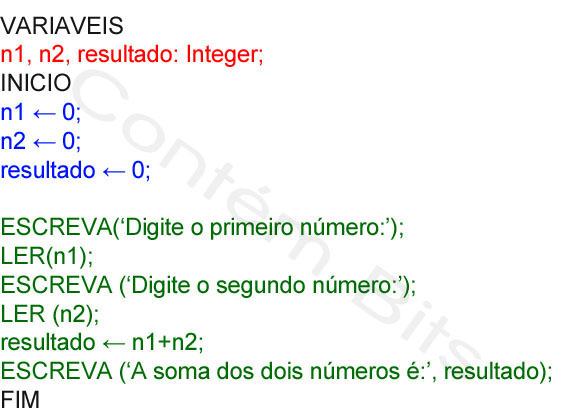 VARIAVEIS
n1, n2, resultado: Integer;
INICIO
n1 ← 0;
n2 ← 0;
resultado ← 0;
ESCREVA(‘Digite o primeiro número:’);
LER(n1);
ESCREVA (‘Digite o segundo número:’);
LER (n2);
resultado ← n1+n2;
ESCREVA (‘A soma dos dois números é:’, resultado);
FIM
Contém Bits